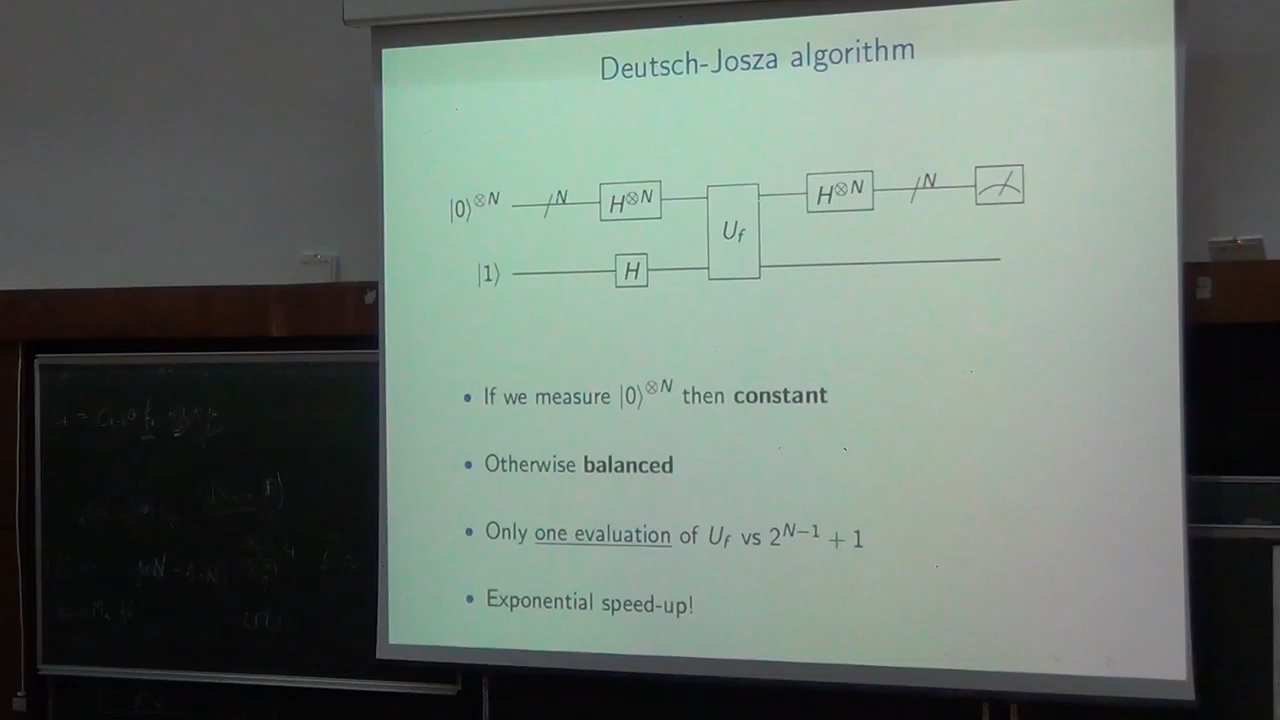 Deutsch-Josza algorithm
|0⟩⊗N N H⊗N U_f H⊗N N
|1⟩ H
• If we measure |0⟩⊗N then constant
• Otherwise balanced
• Only one evaluation of U_f vs 2^{N−1} + 1
• Exponential speed-up!